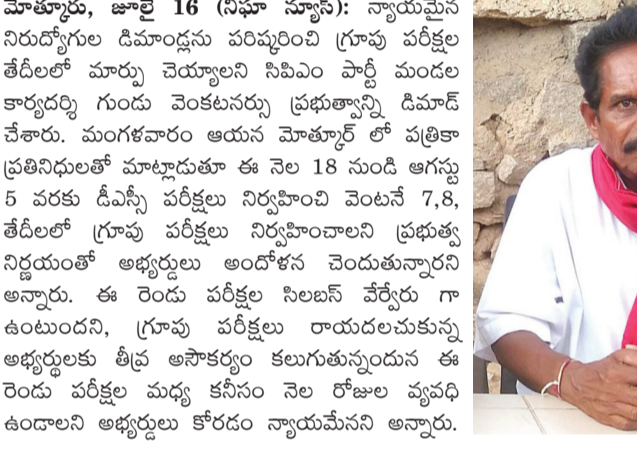 మోత్కూరు, జూలై 16 (నిఘా న్యూస్): న్యాయమైన
నిరుద్యోగుల డిమాండ్లను పరిష్కరించి గ్రూపు పరీక్షల
తేదీలలో మార్పు చెయ్యాలని సిపిఎం పార్టీ మండల
కార్యదర్శి గుండు వెంకటనర్సు ప్రభుత్వాన్ని డిమాడ్
చేశారు. మంగళవారం ఆయన మోత్కూర్ లో పత్రికా
ప్రతినిధులతో మాట్లాడుతూ ఈ నెల 18 నుండి ఆగస్టు
5 వరకు డీఎస్సీ పరీక్షలు నిర్వహించి వెంటనే 7,8,
తేదీలలో గ్రూపు పరీక్షలు నిర్వహించాలని ప్రభుత్వ
నిర్ణయంతో అభ్యర్డులు అందోళన చెందుతున్నారని
అన్నారు. ఈ రెండు పరీక్షల సిలబస్ వేర్వేరు గా
ఉంటుందని, గ్రూపు పరీక్షలు రాయదలచుకున్న
అభ్యర్థులకు తీవ్ర అసౌకర్యం కలుగుతున్నందున ఈ
రెండు పరీక్షల మధ్య కనీసం నెల రోజుల వ్యవధి
ఉండాలని అభ్యర్డులు కోరడం న్యాయమేనని అన్నారు.